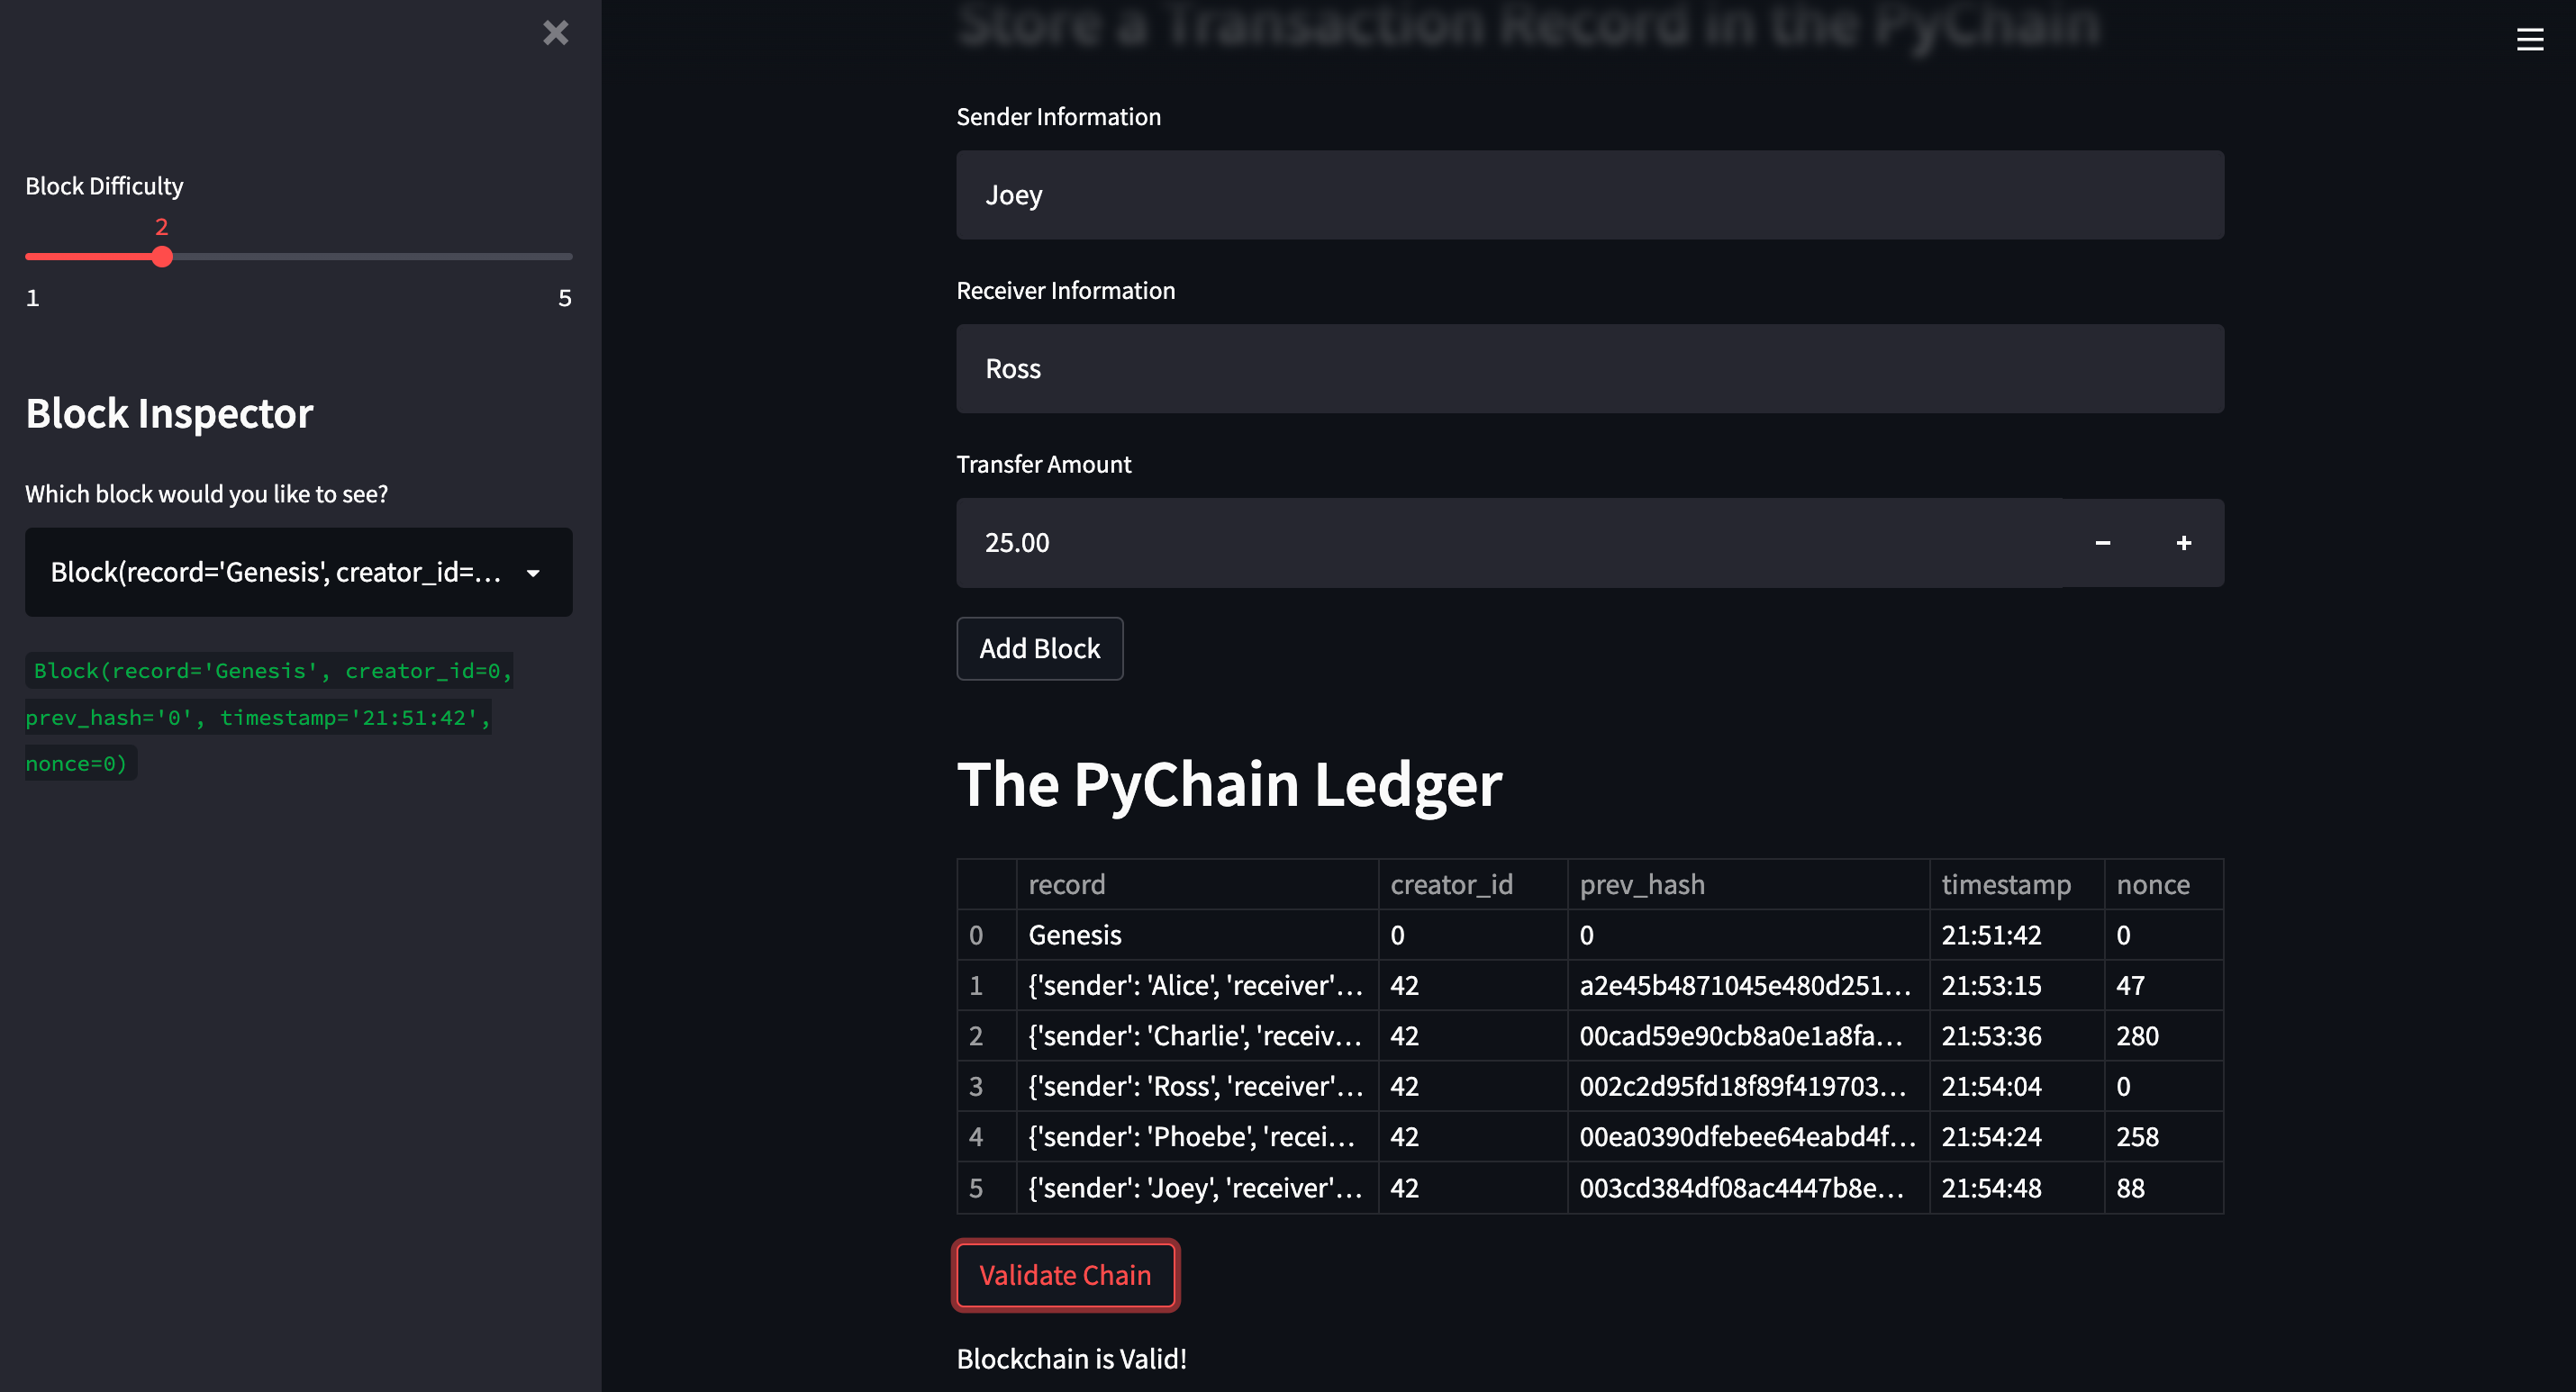 Block Difficulty
2
1 5
Block Inspector
Which block would you like to see?
Block(record='Genesis', creator_id=...
Block(record='Genesis', creator_id=0,
prev_hash='0', timestamp='21:51:42',
nonce=0)
Store a Transaction Record in the PyChain
Sender Information
Joey
Receiver Information
Ross
Transfer Amount
25.00
Add Block
The PyChain Ledger
record creator_id prev_hash timestamp nonce
0 Genesis 0 0 21:51:42 0
1 {'sender': 'Alice', 'receiver'... 42 a2e45b4871045e480d251... 21:53:15 47
2 {'sender': 'Charlie', 'receiv... 42 00cad59e90cb8a0e1a8fa... 21:53:36 280
3 {'sender': 'Ross', 'receiver'... 42 002c2d95fd18f89f419703... 21:54:04 0
4 {'sender': 'Phoebe', 'recei... 42 00ea0390dfebee64eabd4f... 21:54:24 258
5 {'sender': 'Joey', 'receiver'... 42 003cd384df08ac4447b8e... 21:54:48 88
Validate Chain
Blockchain is Valid!